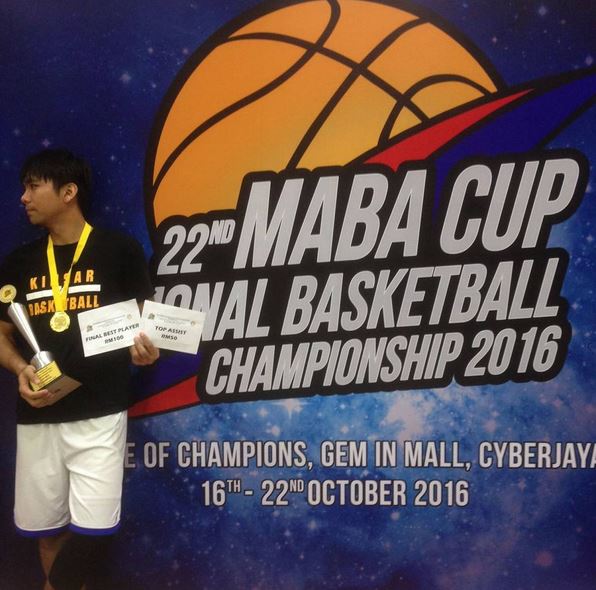 22ND MABA CUP
IONAL BASKETBALL
CHAMPIONSHIP 2016
E OF CHAMPIONS, GEM IN MALL, CYBERJAYA
16TH - 22ND OCTOBER 2016
BASKETBALL
FINAL BEST PLAYER
RM100
TOP ASSIST
RM50